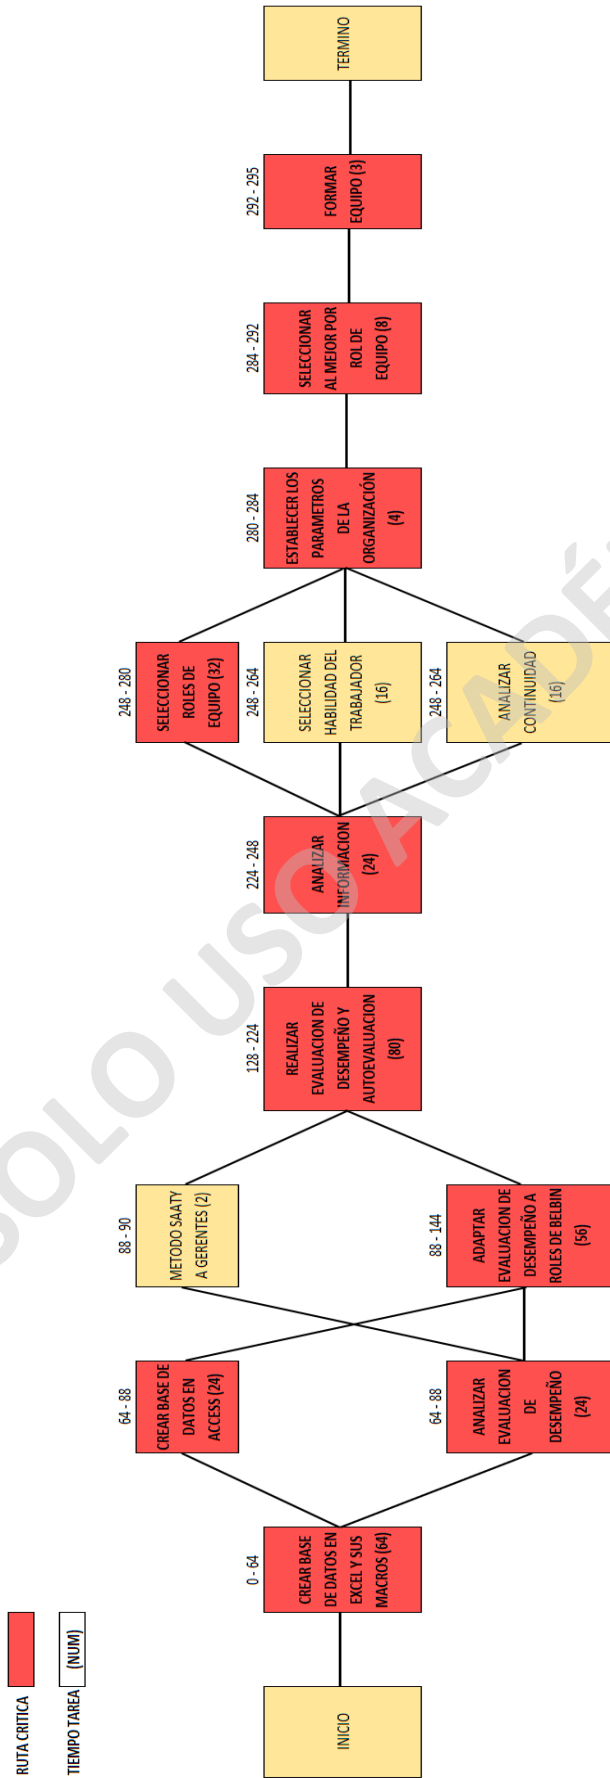 RUTA CRITICA
TIEMPO TAREA
(NUM)
INICIO
0 - 64
CREAR BASE
DE DATOS EN
EXCEL Y SUS
MACROS (64)
64 - 88
CREAR BASE DE
DATOS EN
ACCESS (24)
64 - 88
ANALIZAR
EVALUACION
DE
DESEMPEÑO
(24)
88 - 90
METODO SAATY
A GERENTES (2)
88 - 144
ADAPTAR
EVALUACION DE
DESEMPEÑO A
ROLES DE BELBIN
(56)
128 - 224
REALIZAR
EVALUACION DE
DESEMPEÑO Y
AUTOEVALUACION
(80)
224 - 248
ANALIZAR
INFORMACION
(24)
248 - 280
SELECCIONAR
ROLES DE
EQUIPO (32)
248 - 264
SELECCIONAR
HABILIDAD DEL
TRABAJADOR
(16)
248 - 264
ANALIZAR
CONTINUIDAD
(16)
280 - 284
ESTABLECER LOS
PARAMETROS
DE LA
ORGANIZACIÓN
(4)
284 - 292
SELECCIONAR
AL MEJOR POR
ROL DE
EQUIPO (8)
292 - 295
FORMAR
EQUIPO (3)
TERMINO
SOLO USO ACADÉ